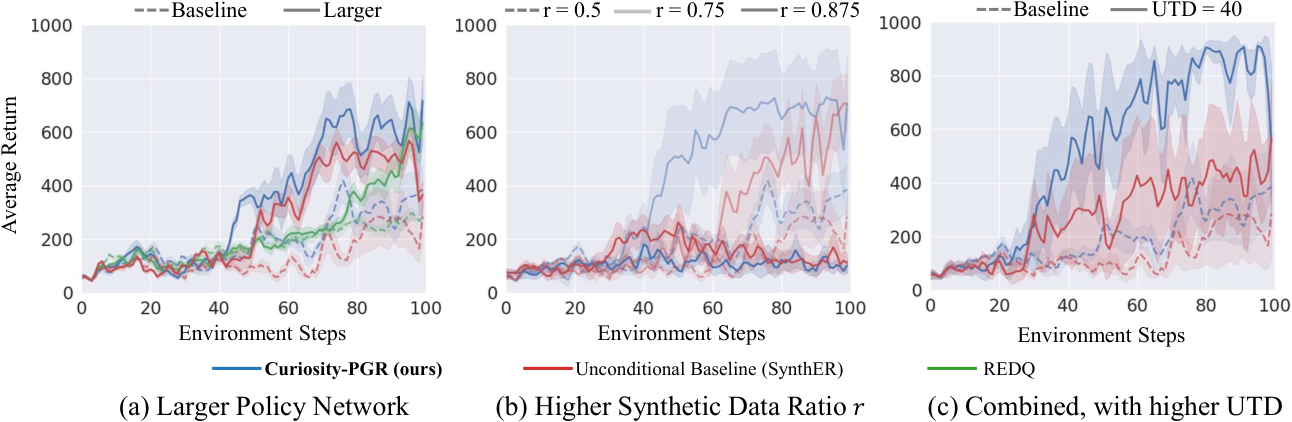 Baseline Larger
r = 0.5 r = 0.75 r = 0.875
Baseline UTD = 40
Average Return
1000
800
600
400
200
0
0 20 40 60 80 100
Environment Steps
1000
800
600
400
200
0
0 20 40 60 80 100
Environment Steps
1000
800
600
400
200
0
0 20 40 60 80 100
Environment Steps
Curiosity-PGR (ours) Unconditional Baseline (SynthER) REDQ
(a) Larger Policy Network
(b) Higher Synthetic Data Ratio r
(c) Combined, with higher UTD